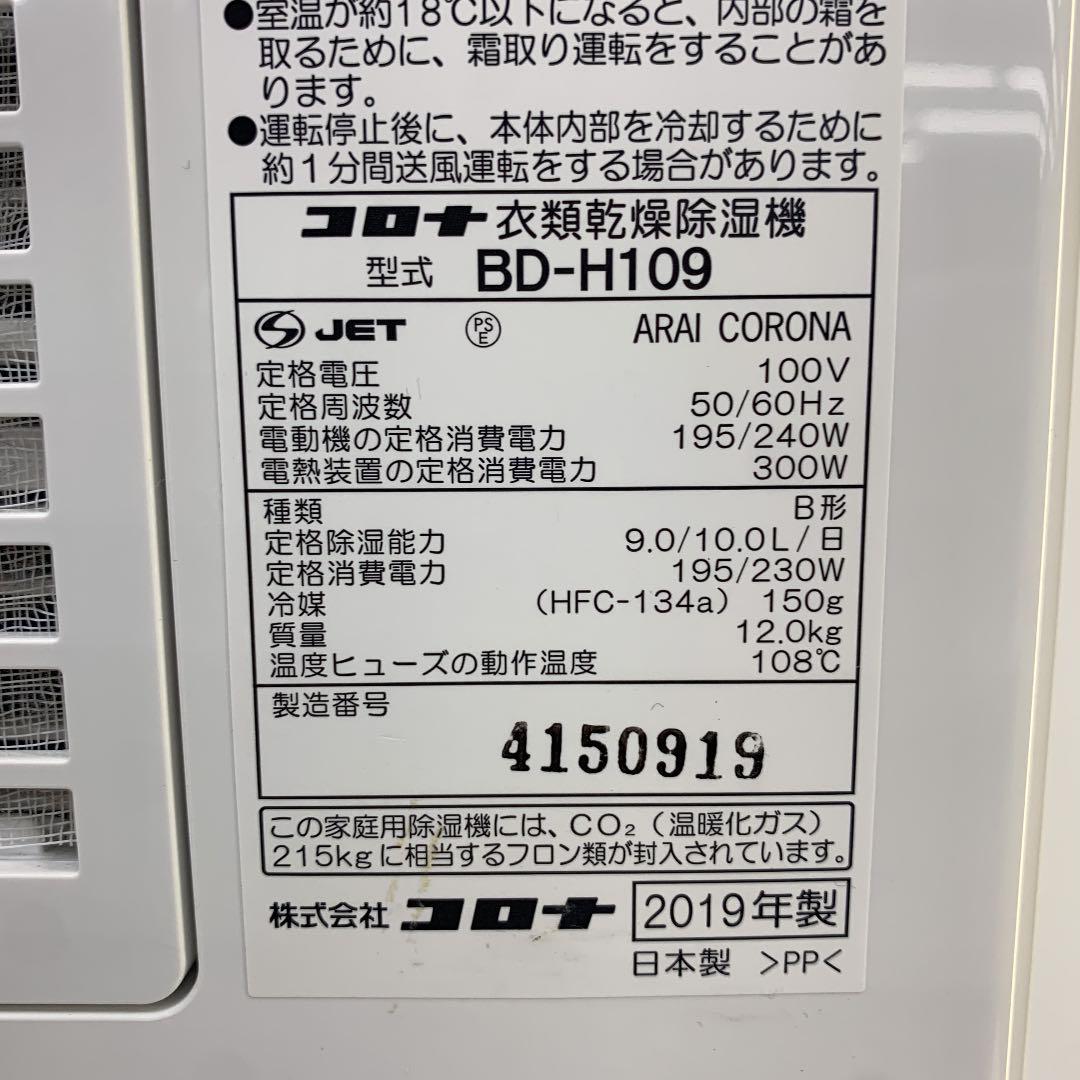 ●室温が約18℃以下になると、内部の霜を
取るために、霜取り運転をすることがあ
ります。
●運転停止後に、本体内部を冷却するために
約1分間送風運転をする場合があります。
コロナ 衣類乾燥除湿機
型式 BD-H109
JET PSE ARAI CORONA
定格電圧 100V
定格周波数 50/60Hz
電動機の定格消費電力 195/240W
電熱装置の定格消費電力 300W
種類 B形
定格除湿能力 9.0/10.0L/日
定格消費電力 195/230W
冷媒 (HFC-134a) 150g
質量 12.0kg
温度ヒューズの動作温度 108℃
製造番号
4150919
この家庭用除湿機には、CO₂（温暖化ガス）
215kgに相当するフロン類が封入されています。
株式会社 コロナ 2019年製
日本製 >PP<